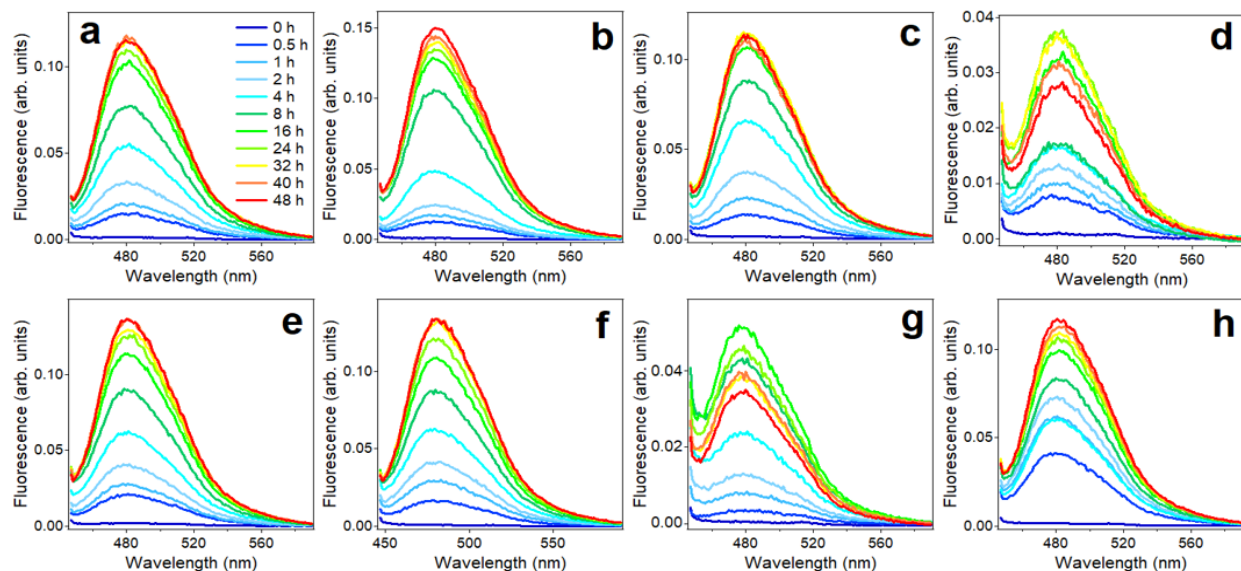 a
0 h
0.5 h
1 h
2 h
4 h
8 h
16 h
24 h
32 h
40 h
48 h
Fluorescence (arb. units)
0.10
0.05
0.00
480
520
560
Wavelength (nm)
b
Fluorescence (arb. units)
0.15
0.10
0.05
0.00
480
520
560
Wavelength (nm)
c
Fluorescence (arb. units)
0.10
0.05
0.00
480
520
560
Wavelength (nm)
d
Fluorescence (arb. units)
0.04
0.03
0.02
0.01
0.00
480
520
560
Wavelength (nm)
e
Fluorescence (arb. units)
0.10
0.05
0.00
480
520
560
Wavelength (nm)
f
Fluorescence (arb. units)
0.10
0.05
0.00
450
500
550
Wavelength (nm)
g
Fluorescence (arb. units)
0.04
0.02
0.00
480
520
560
Wavelength (nm)
h
Fluorescence (arb. units)
0.10
0.05
0.00
480
520
560
Wavelength (nm)